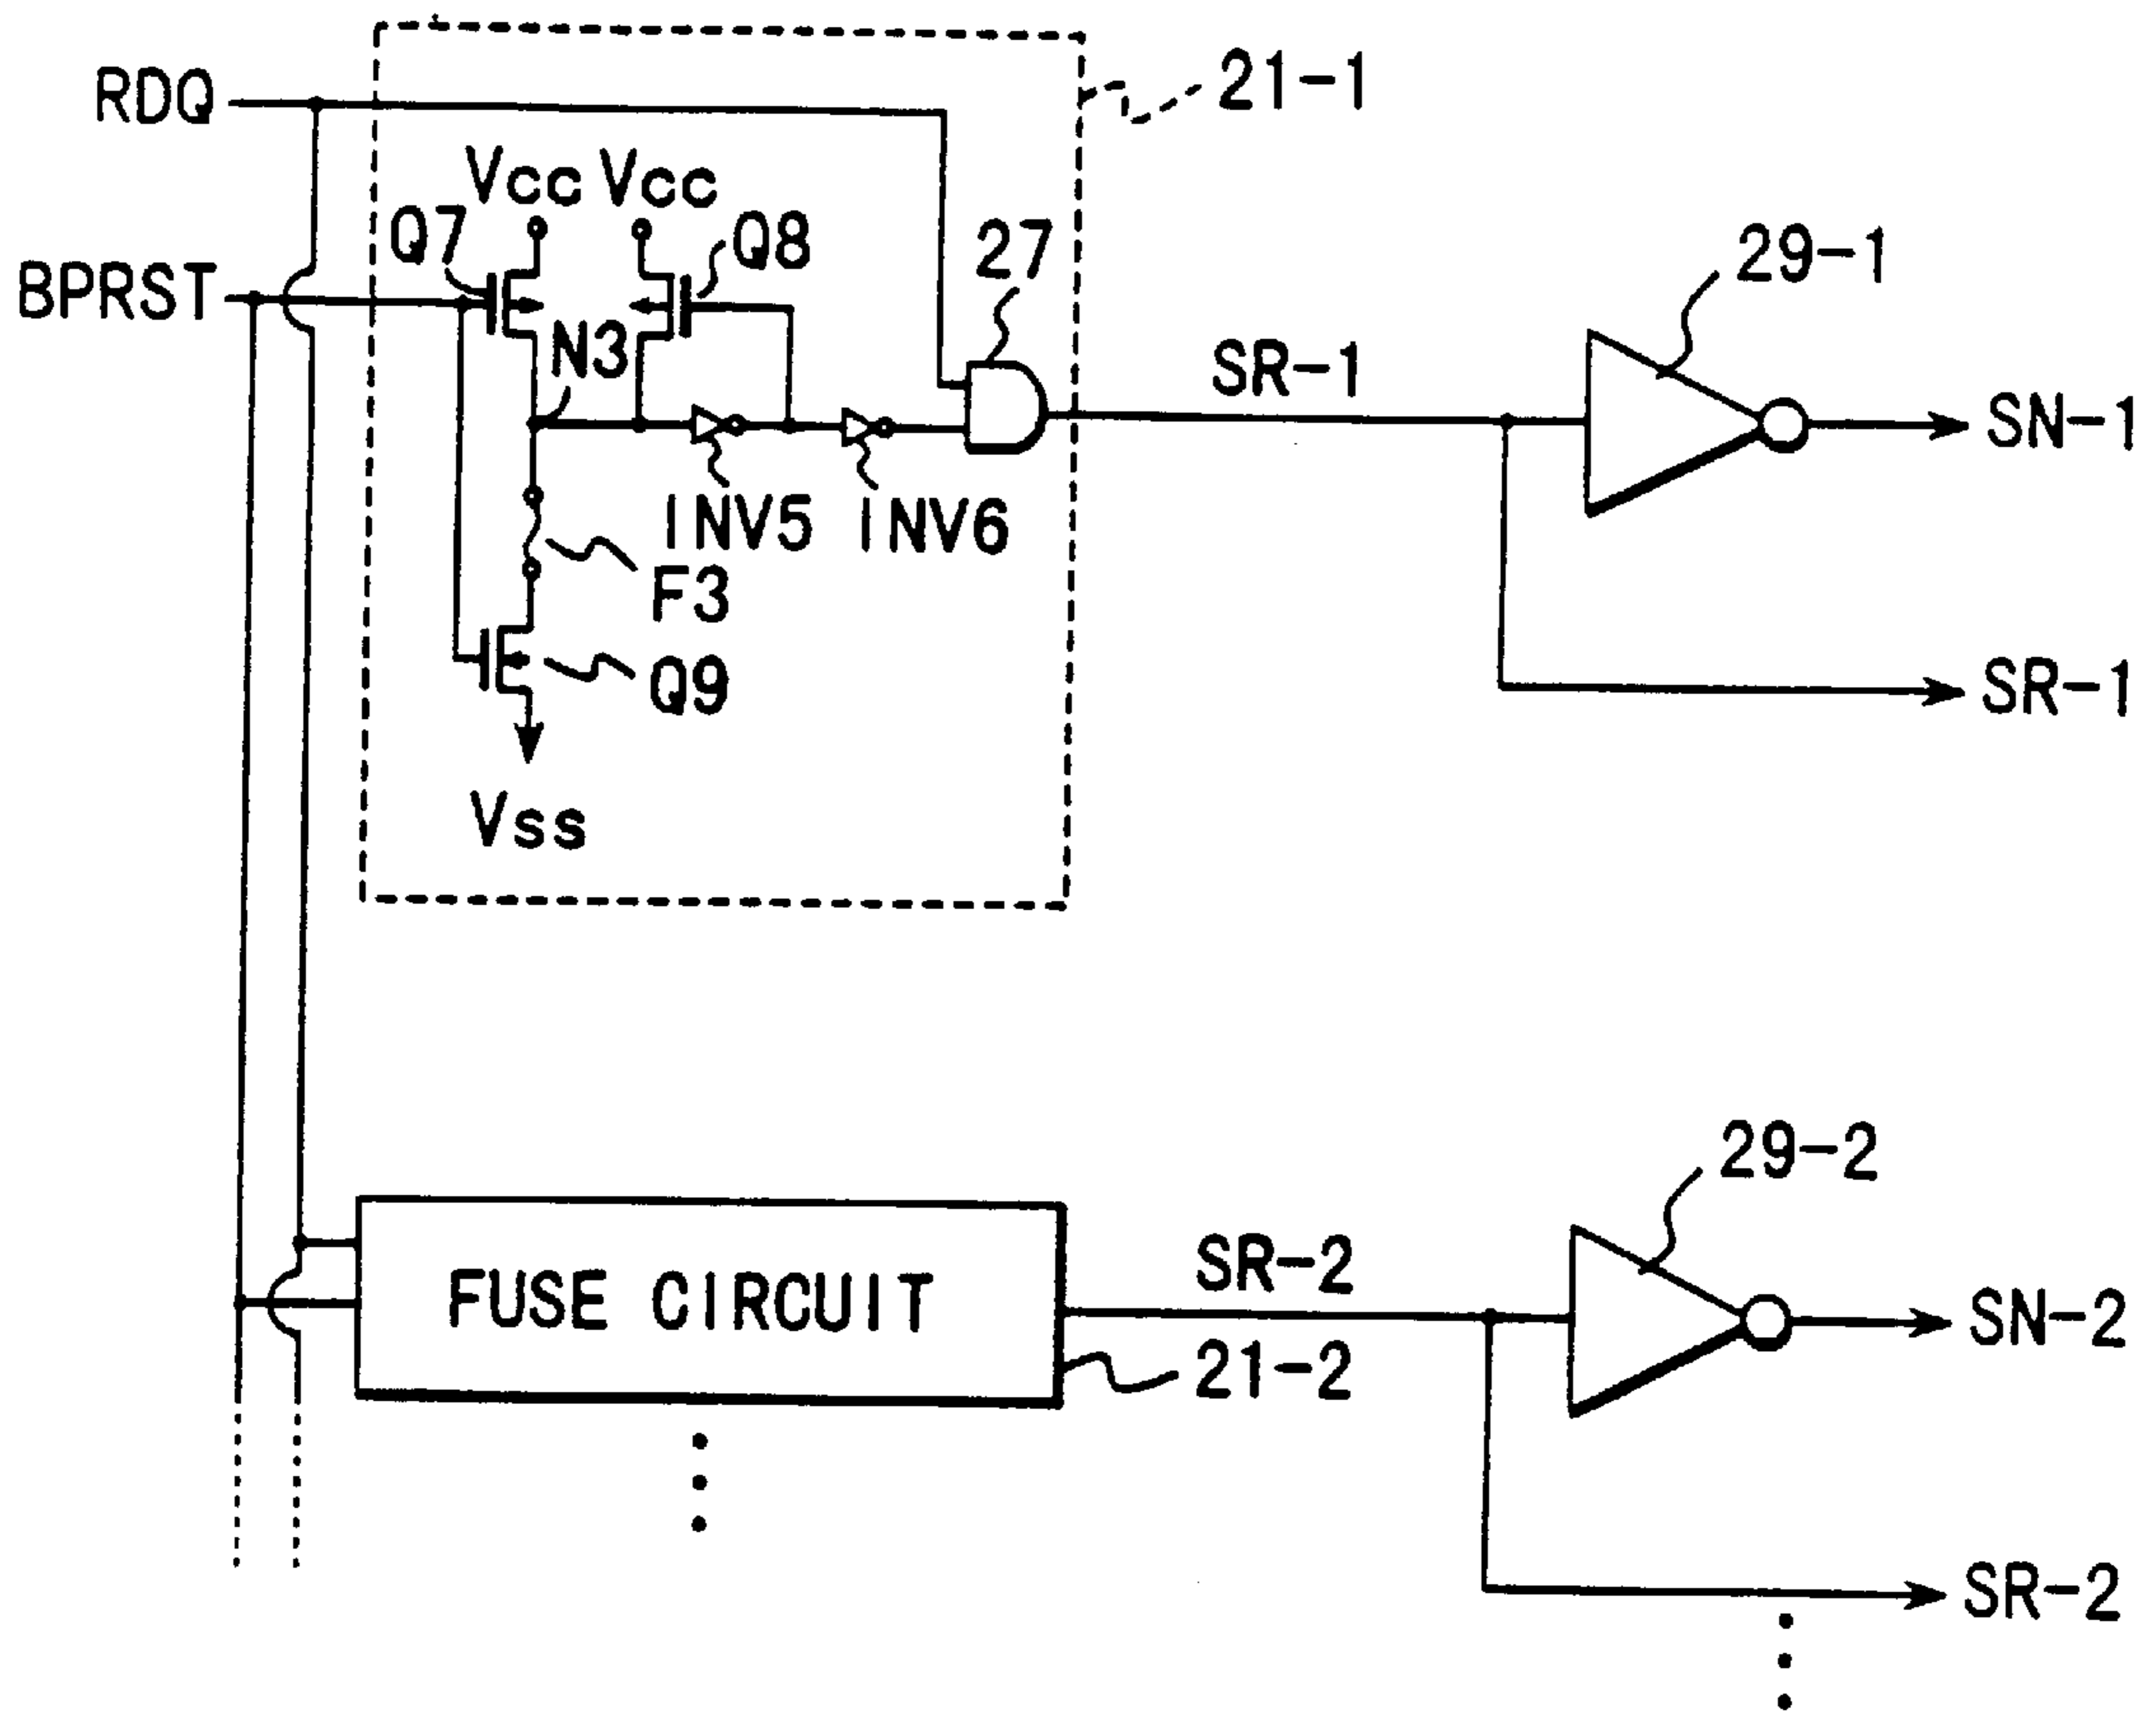 RDQ
21-1
Vcc Vcc
Q7
Q8
27
29-1
BPRST
N3
SR-1
SN-1
INV5 INV6
F3
Q9
SR-1
Vss
29-2
FUSE CIRCUIT
SR-2
SN-2
21-2
SR-2